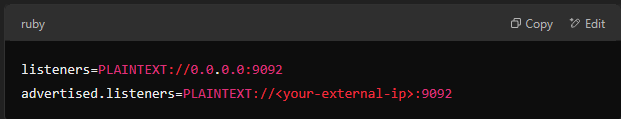 ruby
Copy
Edit
listeners=PLAINTEXT://0.0.0.0:9092
advertised.listeners=PLAINTEXT://<your-external-ip>:9092